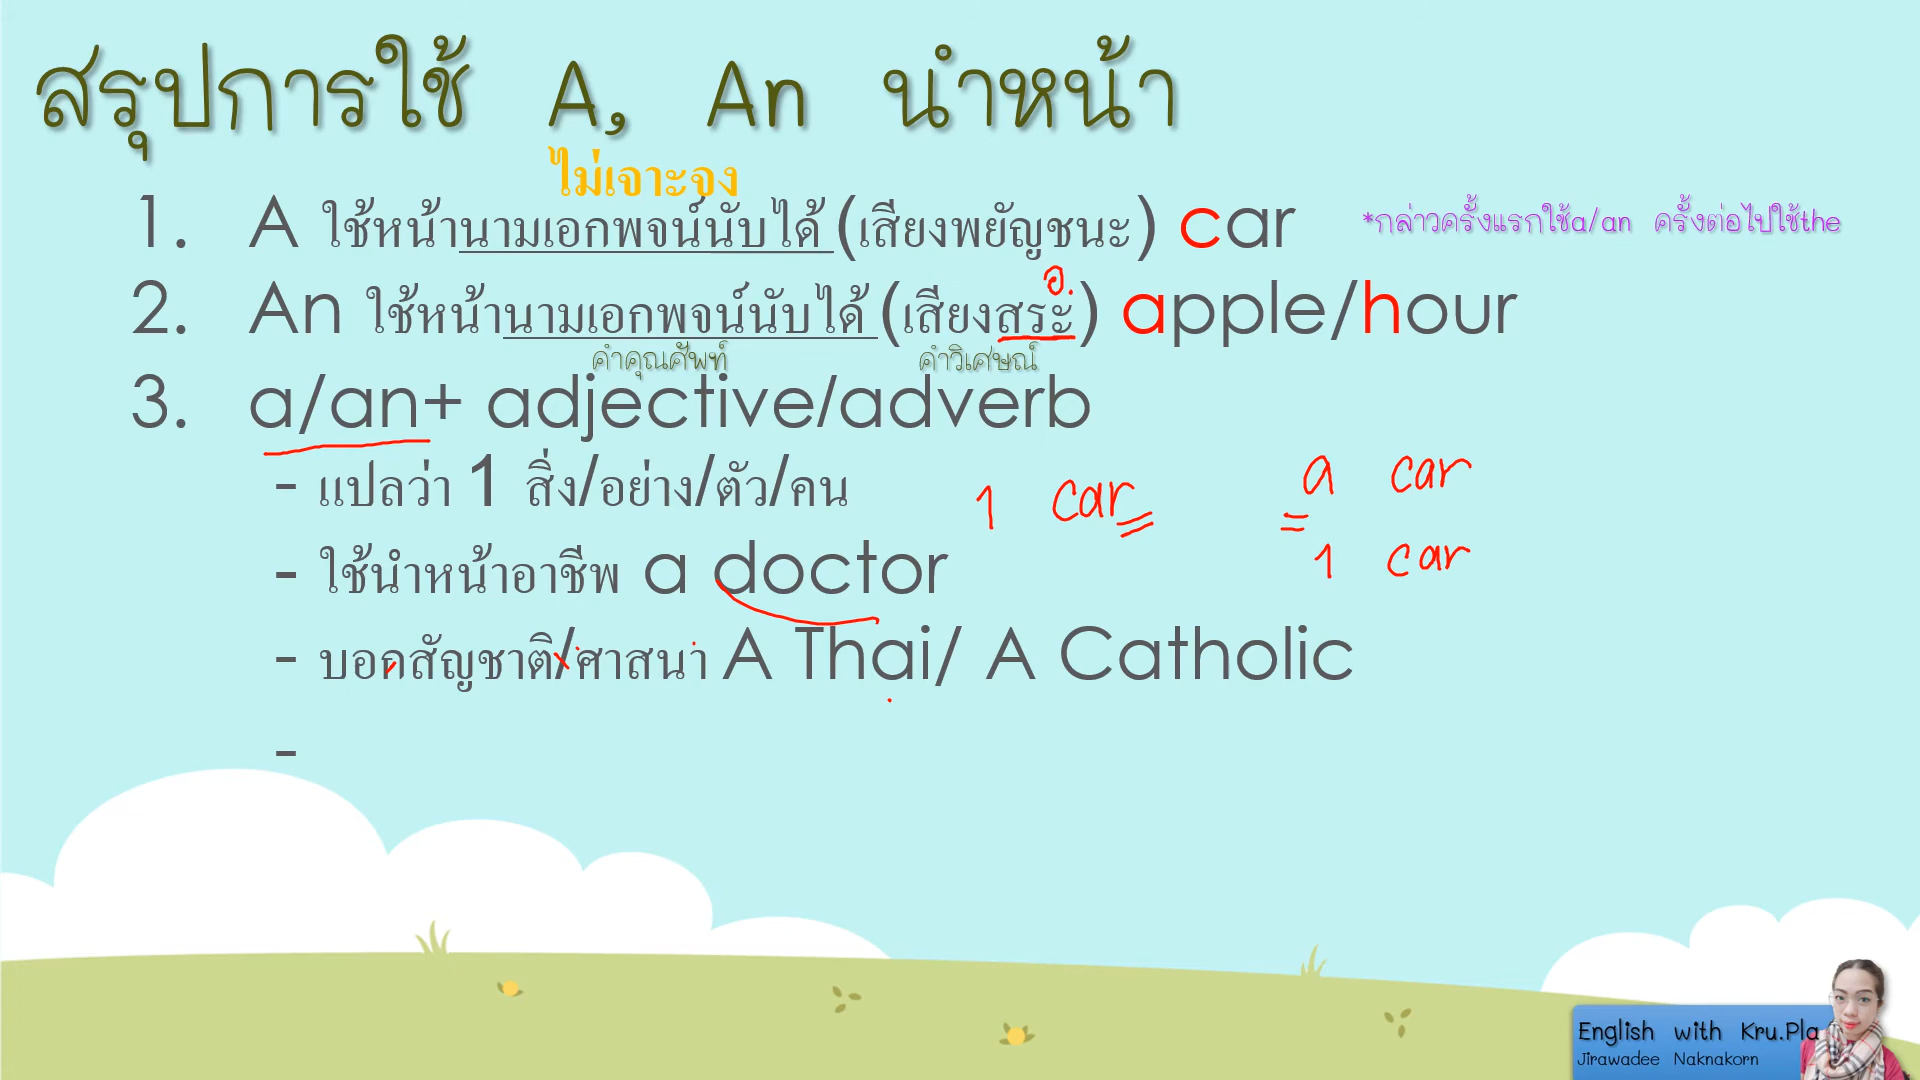 สรุปการใช้ A, An นำหน้า
ไม่เจาะจง
1. A ใช้หน้านามเอกพจน์นับได้ (เสียงพยัญชนะ) car
*กล่าวครั้งแรกใช้a/an ครั้งต่อไปใช้the
อ.
2. An ใช้หน้านามเอกพจน์นับได้ (เสียงสระ) apple/hour
คำคุณศัพท์ คำวิเศษณ์
3. a/an+ adjective/adverb
- แปลว่า 1 สิ่ง/อย่าง/ตัว/คน
1 car
a car
=
1 car
- ใช้นำหน้าอาชีพ a doctor
- บอกสัญชาติ/ศาสนา A Thai/ A Catholic
-
English with Kru.Pla
Jirawadee Naknakorn